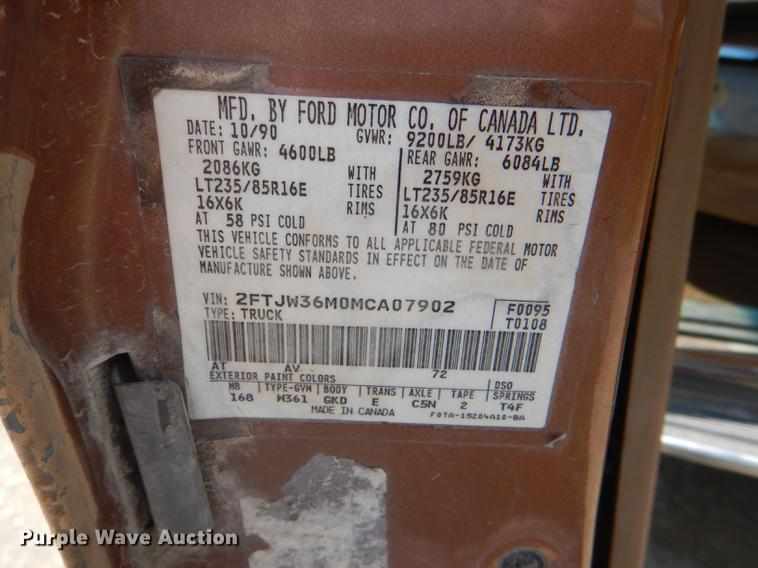 MFD. BY FORD MOTOR CO. OF CANADA LTD.
DATE: 10/90 GVWR: 9200LB/ 4173KG
FRONT GAWR: 4600LB REAR GAWR: 6084LB
2086KG WITH 2759KG WITH
LT235/85R16E TIRES LT235/85R16E TIRES
16X6K RIMS 16X6K RIMS
AT 58 PSI COLD AT 80 PSI COLD
THIS VEHICLE CONFORMS TO ALL APPLICABLE FEDERAL MOTOR
VEHICLE SAFETY STANDARDS IN EFFECT ON THE DATE OF
MANUFACTURE SHOWN ABOVE.
VIN: 2FTJW36M0MCA07902 F0095
TYPE: TRUCK T0108
AT AV 72
EXTERIOR PAINT COLORS DSO
WB TYPE-GVW BODY TRANS AXLE TAPE SPRINGS
168 W361 GKD E C5N 2 T4F
MADE IN CANADA F0TA-15204A10-BA
Purple Wave Auction
Purple Wave Auction